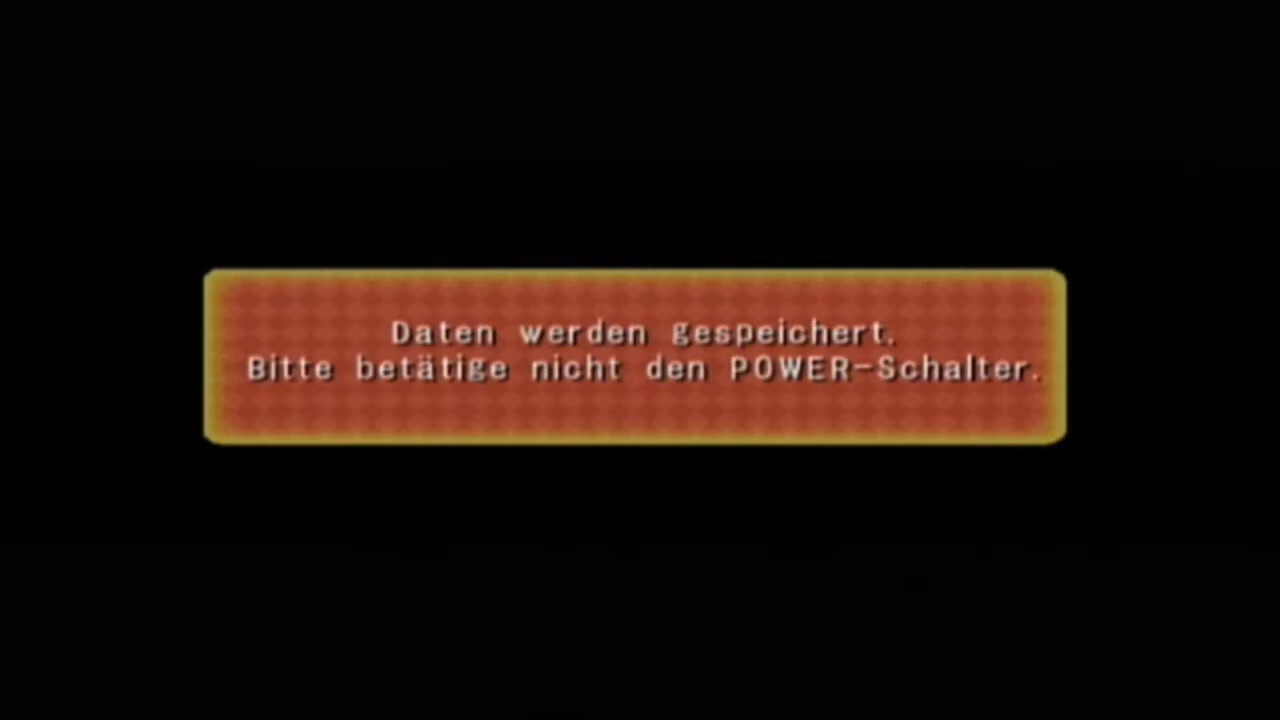 Daten werden gespeichert.
Bitte betätige nicht den POWER-Schalter.